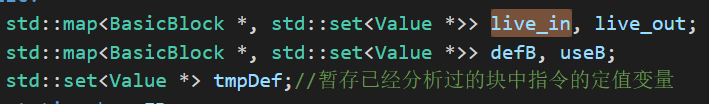 std::map<BasicBlock *, std::set<Value *>> live_in, live_out;
std::map<BasicBlock *, std::set<Value *>> defB, useB;
std::set<Value *> tmpDef;//暂存已经分析过的块中指令的定值变量